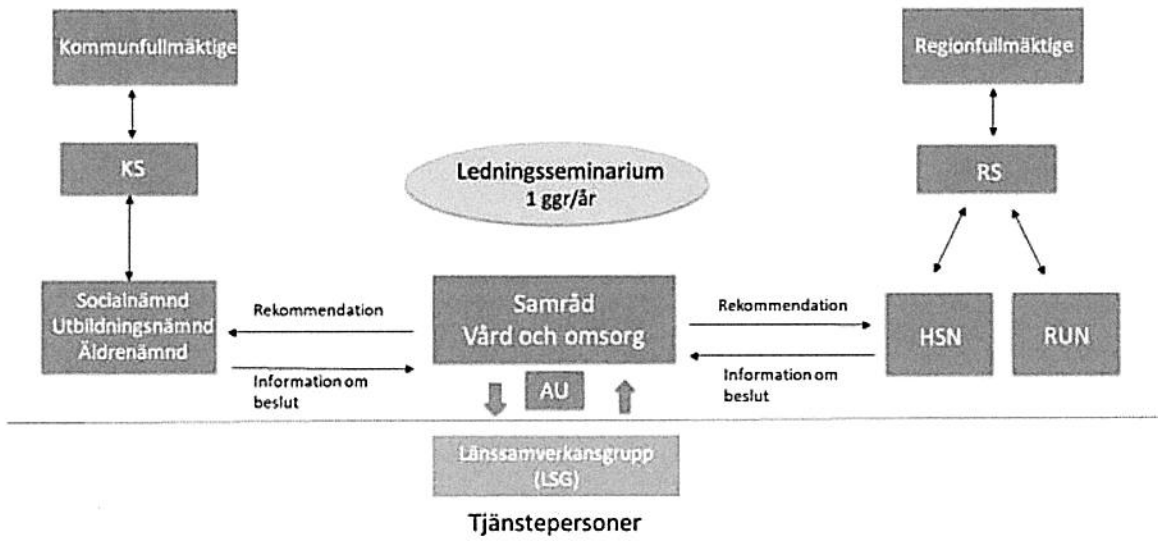 Kommunfullmäktige
Regionfullmäktige
KS
Ledningsseminarium
1 ggr/år
RS
Socialnämnd
Utbildningsnämnd
Äldrenämnd
Rekommendation
Samråd
Vård och omsorg
Rekommendation
HSN
RUN
Information om
beslut
AU
Information om
beslut
Länssamverkansgrupp
(LSG)
Tjänstepersoner